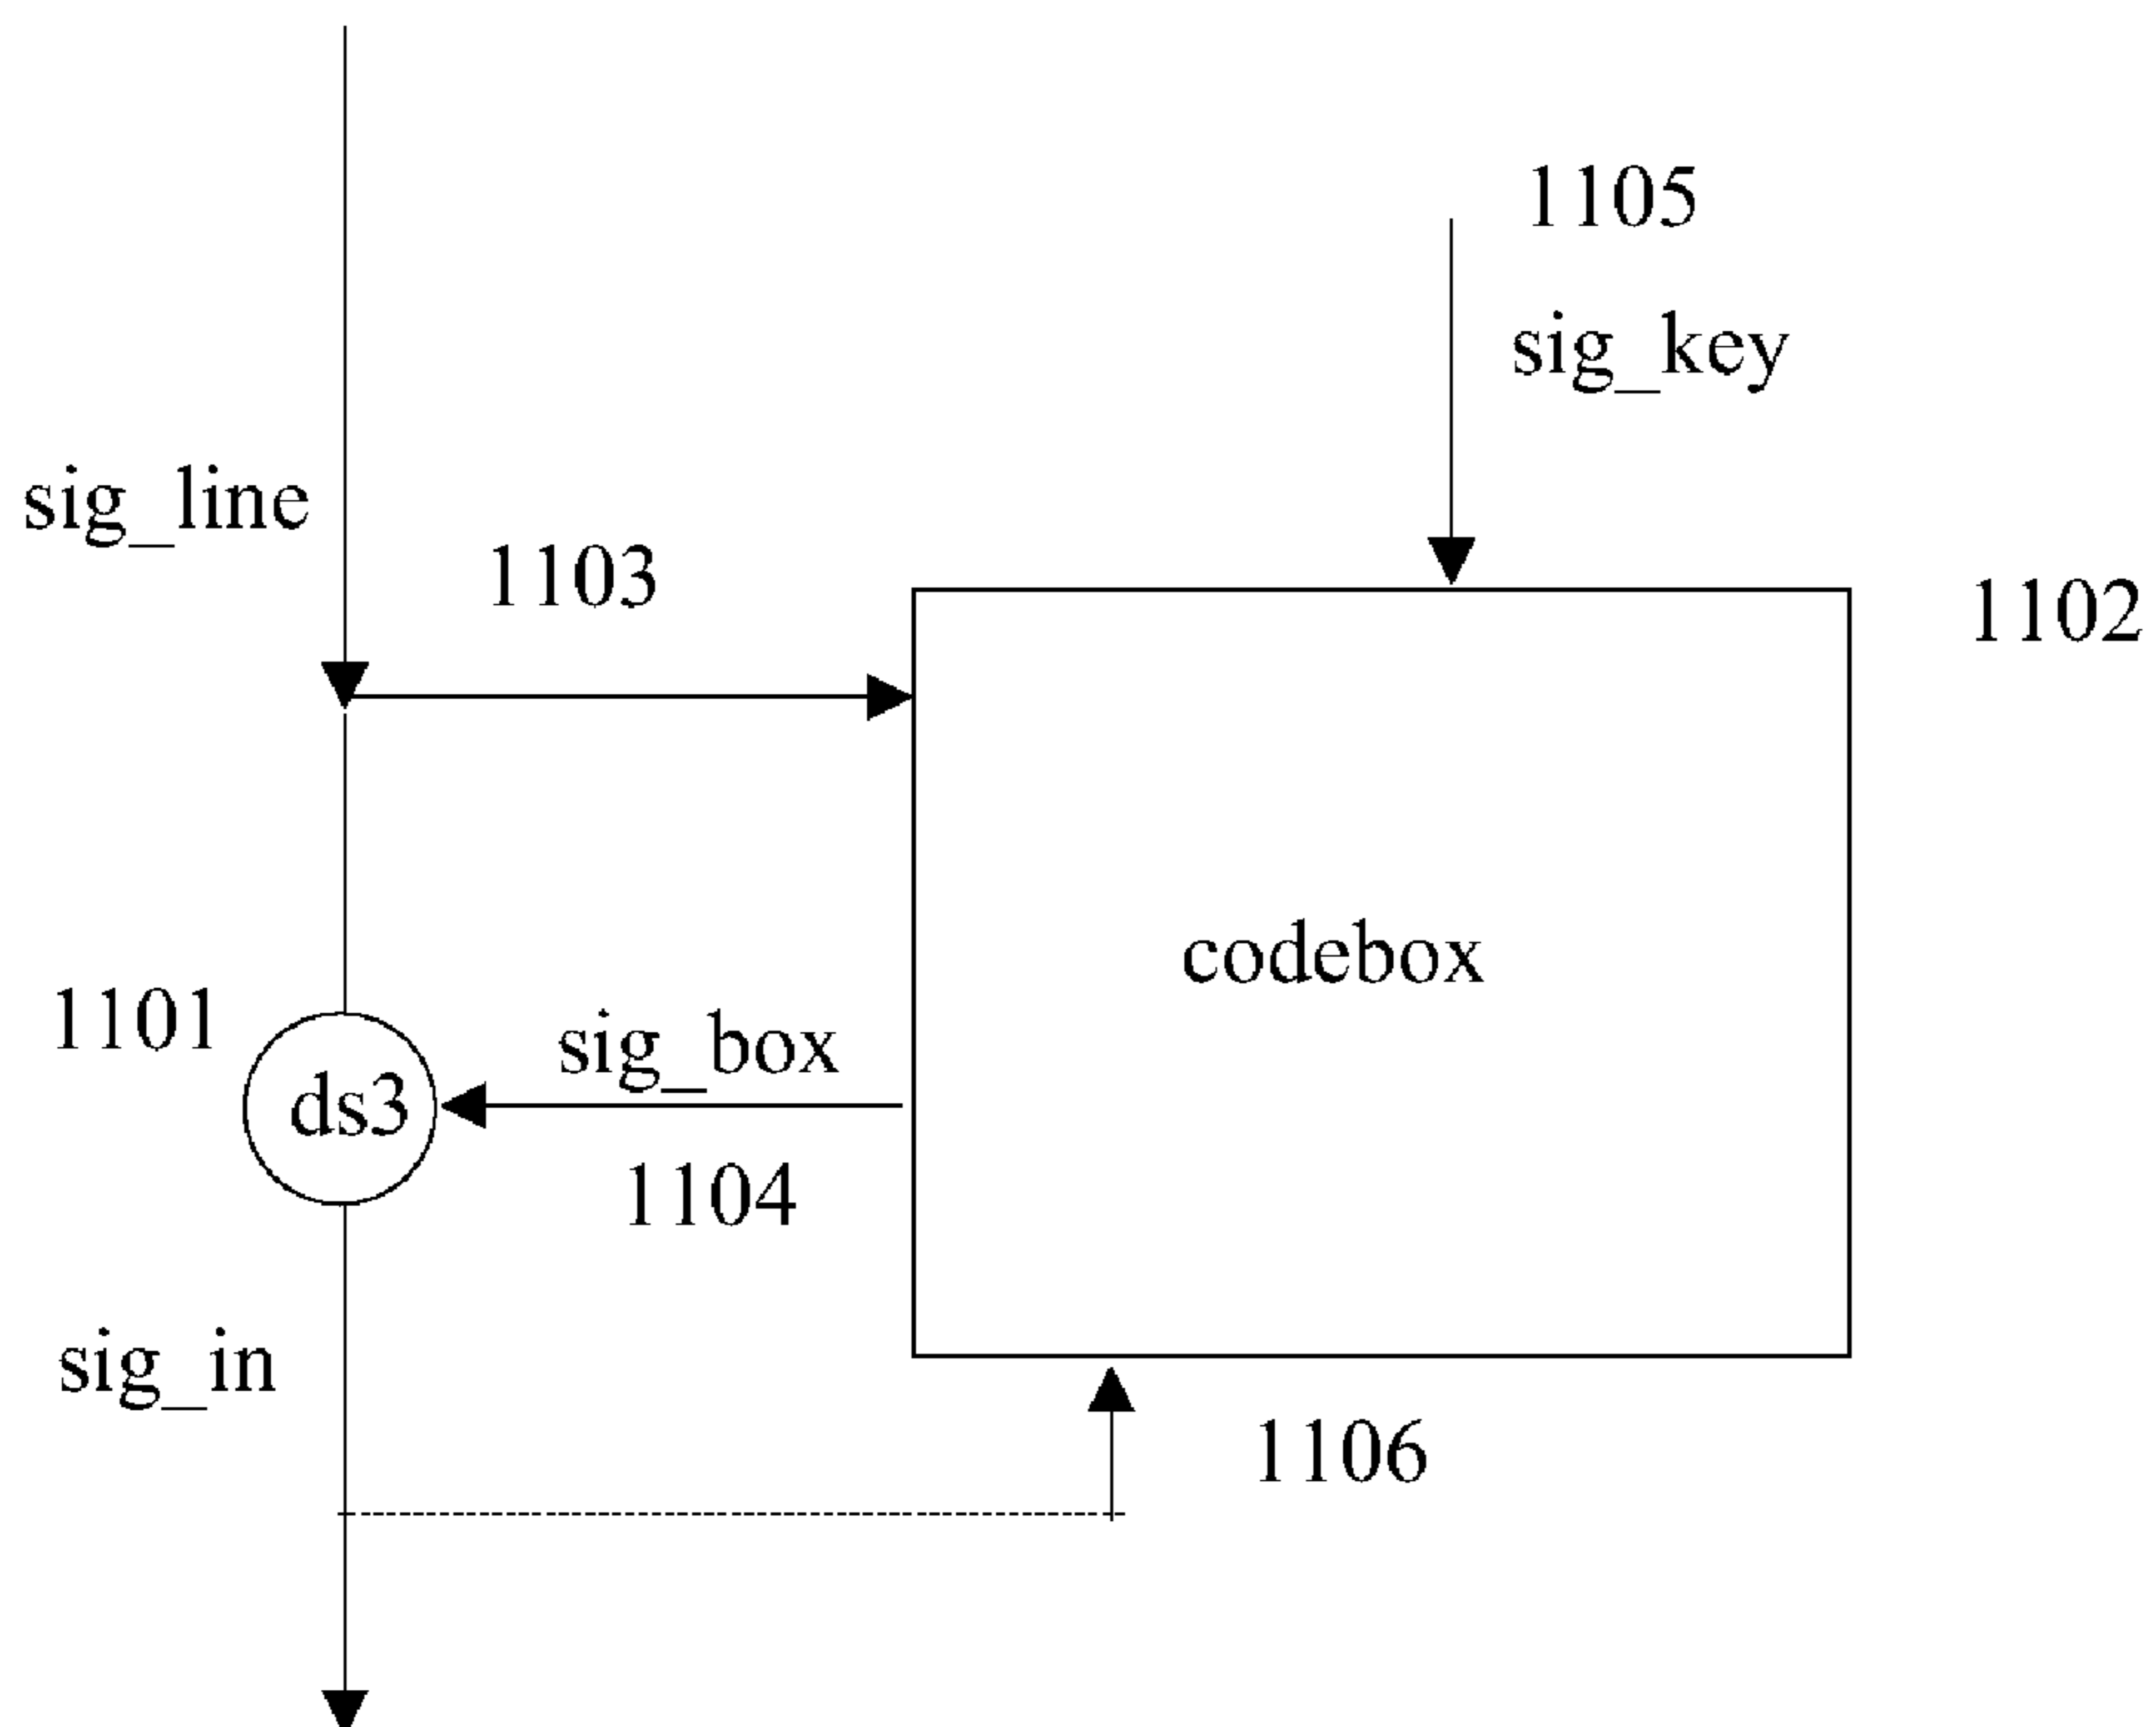 1105
sig_key
sig_line
1103
1102
codebox
1101
sig_box
ds3
1104
sig_in
1106